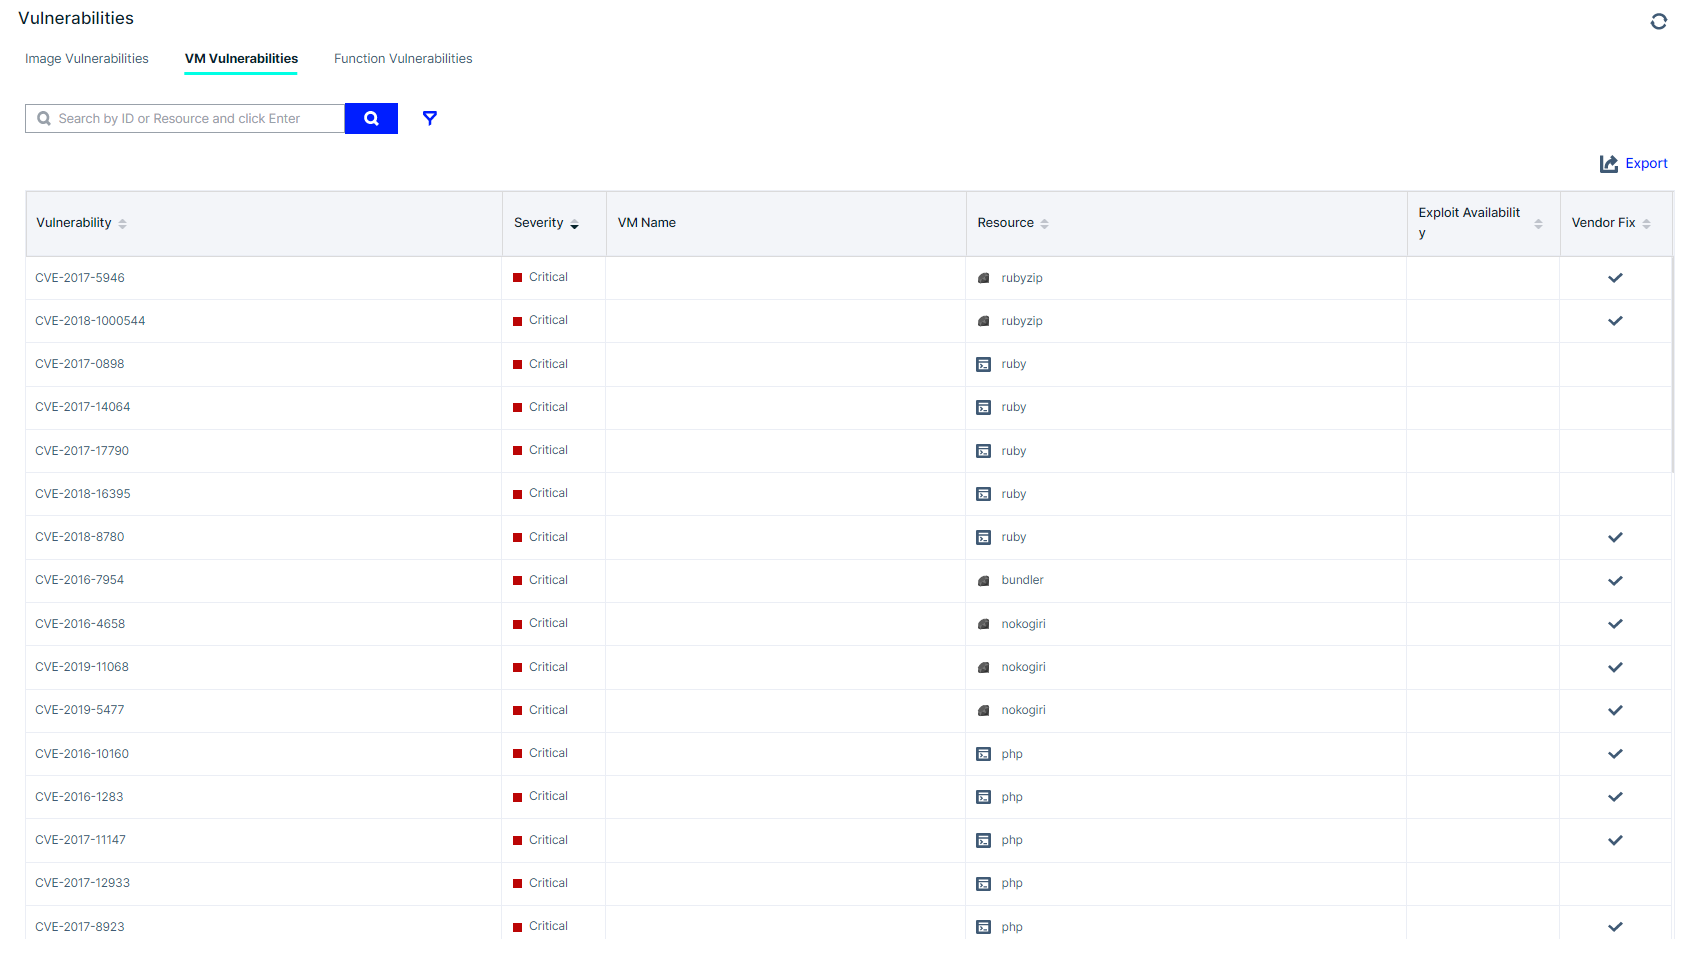 Vulnerabilities
Image Vulnerabilities VM Vulnerabilities Function Vulnerabilities
Search by ID or Resource and click Enter
Export
Vulnerability Severity VM Name Resource Exploit Availabilit
y Vendor Fix
CVE-2017-5946 Critical rubyzip
CVE-2018-1000544 Critical rubyzip
CVE-2017-0898 Critical ruby
CVE-2017-14064 Critical ruby
CVE-2017-17790 Critical ruby
CVE-2018-16395 Critical ruby
CVE-2018-8780 Critical ruby
CVE-2016-7954 Critical bundler
CVE-2016-4658 Critical nokogiri
CVE-2019-11068 Critical nokogiri
CVE-2019-5477 Critical nokogiri
CVE-2016-10160 Critical php
CVE-2016-1283 Critical php
CVE-2017-11147 Critical php
CVE-2017-12933 Critical php
CVE-2017-8923 Critical php